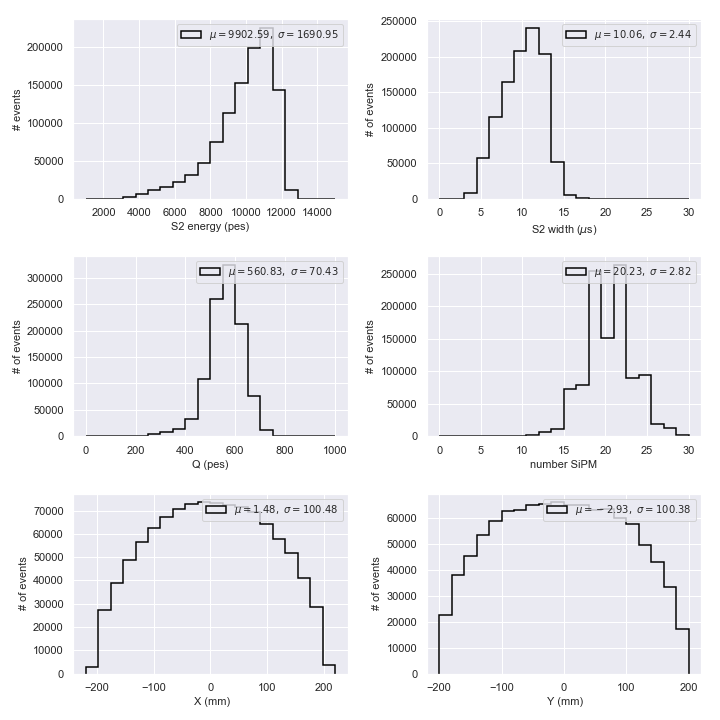 μ = 9902.59, σ = 1690.95
200000
150000
100000
50000
0
# events
2000 4000 6000 8000 10000 12000 14000
S2 energy (pes)
μ = 10.06, σ = 2.44
250000
200000
150000
100000
50000
0
# of events
0 5 10 15 20 25 30
S2 width (μs)
μ = 560.83, σ = 70.43
300000
250000
200000
150000
100000
50000
0
# of events
0 200 400 600 800 1000
Q (pes)
μ = 20.23, σ = 2.82
250000
200000
150000
100000
50000
0
# of events
0 5 10 15 20 25 30
number SiPM
μ = 1.48, σ = 100.48
70000
60000
50000
40000
30000
20000
10000
0
# of events
−200 −100 0 100 200
X (mm)
μ = −2.93, σ = 100.38
60000
50000
40000
30000
20000
10000
0
# of events
−200 −100 0 100 200
Y (mm)